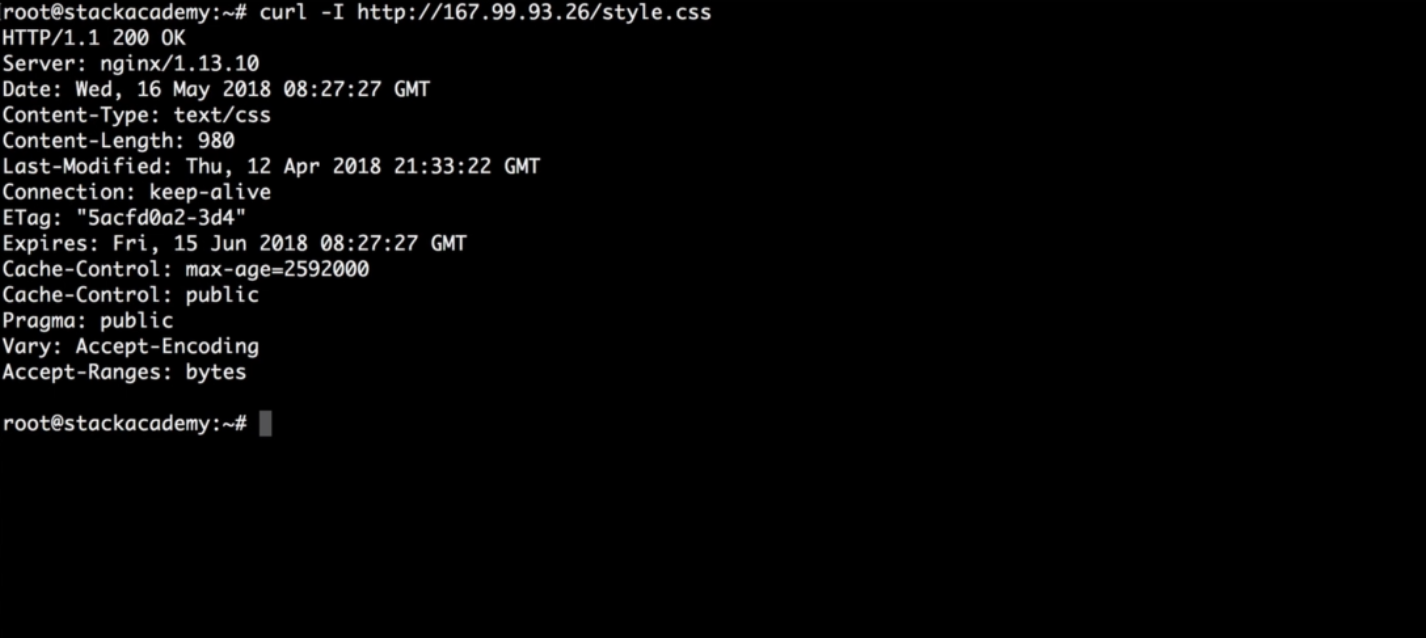 root@stackacademy:~# curl -I http://167.99.93.26/style.css
HTTP/1.1 200 OK
Server: nginx/1.13.10
Date: Wed, 16 May 2018 08:27:27 GMT
Content-Type: text/css
Content-Length: 980
Last-Modified: Thu, 12 Apr 2018 21:33:22 GMT
Connection: keep-alive
ETag: "5acfd0a2-3d4"
Expires: Fri, 15 Jun 2018 08:27:27 GMT
Cache-Control: max-age=2592000
Cache-Control: public
Pragma: public
Vary: Accept-Encoding
Accept-Ranges: bytes
root@stackacademy:~#